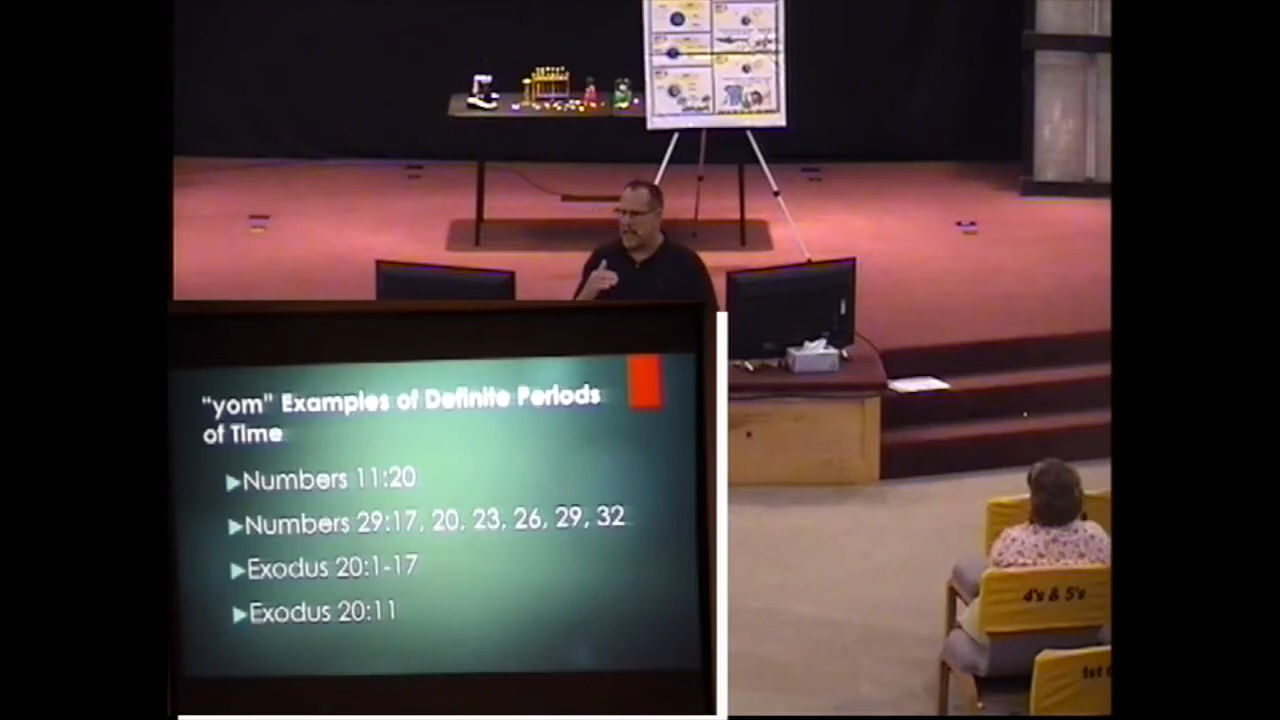 "yom" Examples of Definite Periods
of Time
Numbers 11:20
Numbers 29:17, 20, 23, 26, 29, 32
Exodus 20:1-17
Exodus 20:11
4's & 5's
1st